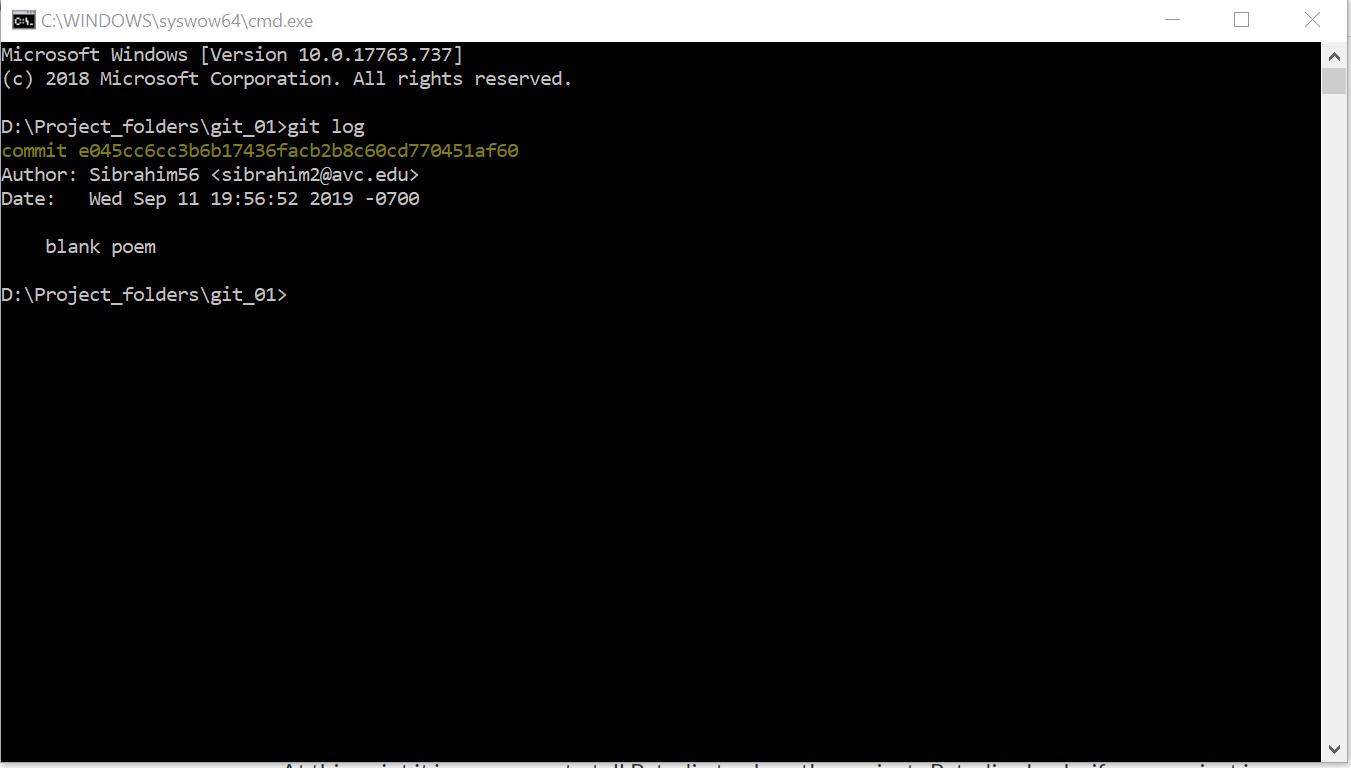 C:\WINDOWS\syswow64\cmd.exe
Microsoft Windows [Version 10.0.17763.737]
(c) 2018 Microsoft Corporation. All rights reserved.
D:\Project_folders\git_01>git log
commit e045cc6cc3b6b17436facb2b8c60cd770451af60
Author: Sibrahim56 <sibrahim2@avc.edu>
Date:   Wed Sep 11 19:56:52 2019 -0700
    blank poem
D:\Project_folders\git_01>